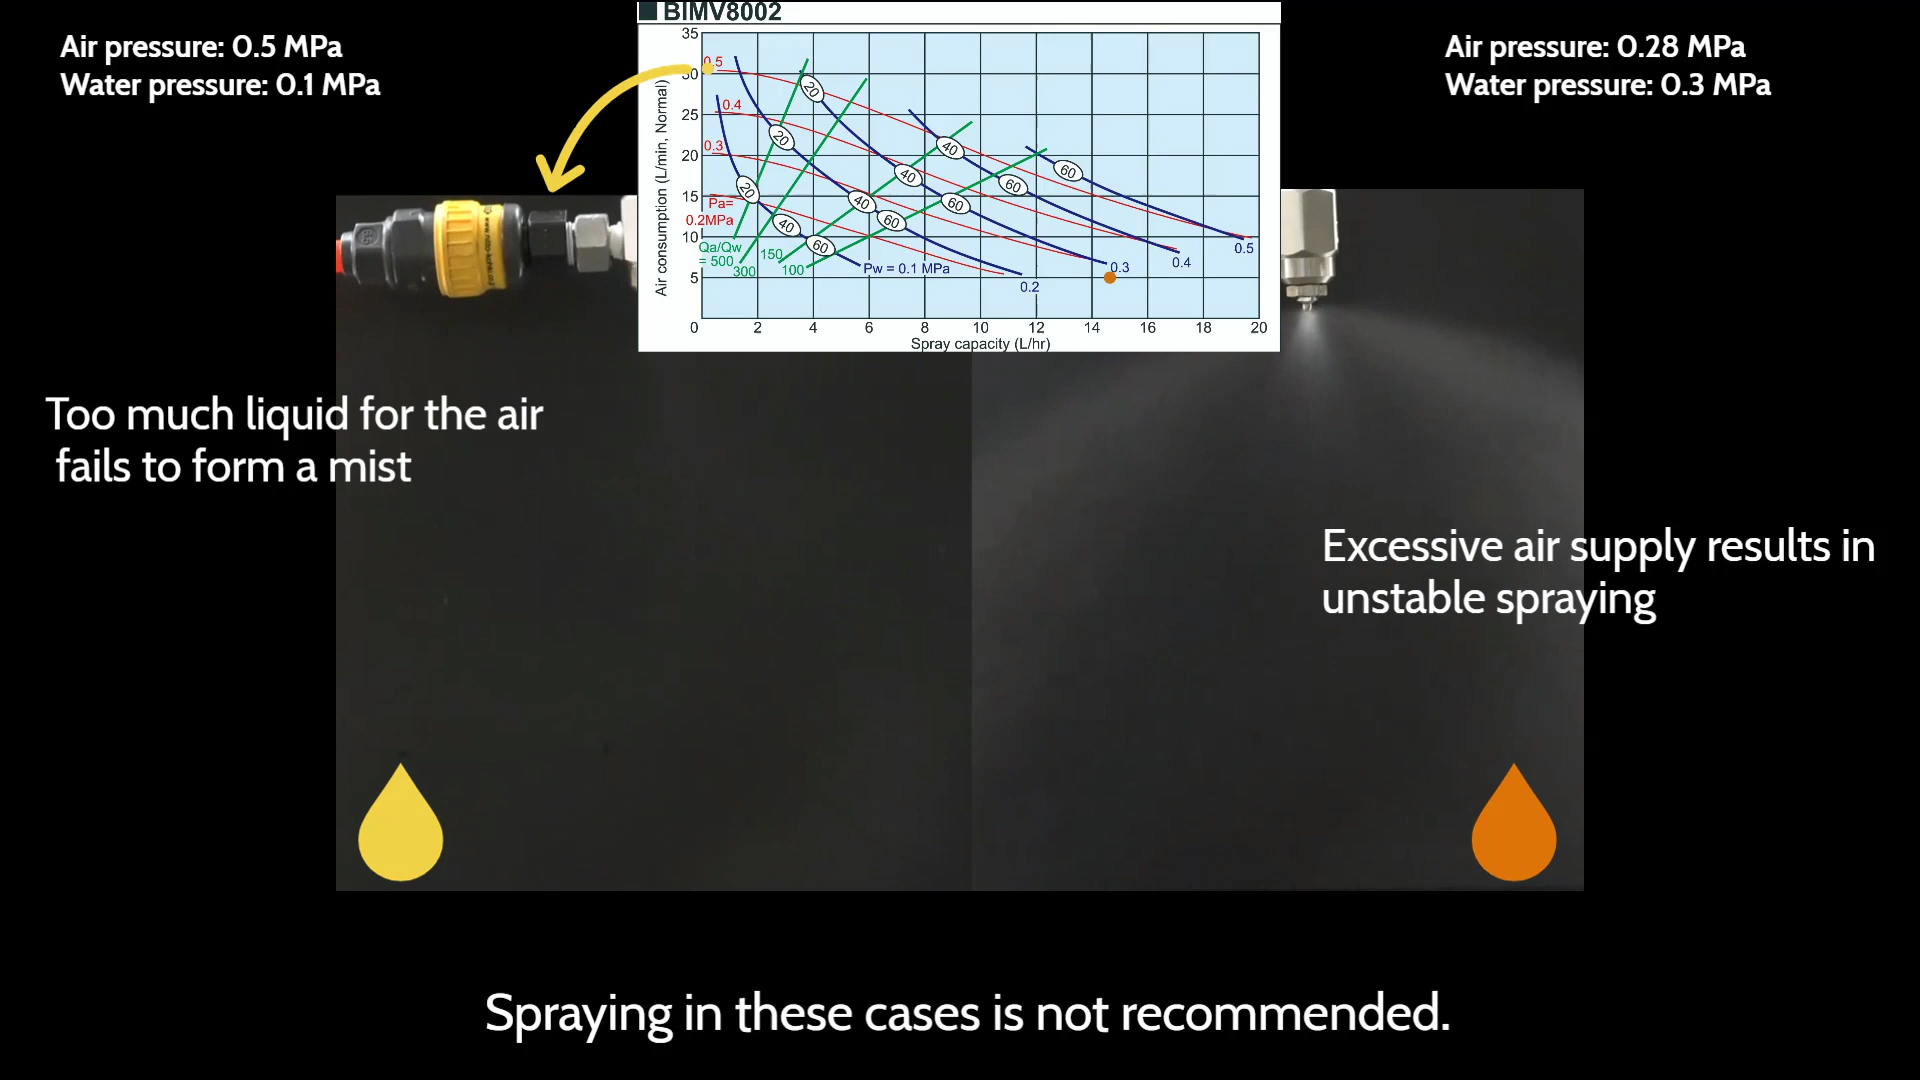 Air pressure: 0.5 MPa
Water pressure: 0.1 MPa
BIMV8002
Air pressure: 0.28 MPa
Water pressure: 0.3 MPa
35
30
25
20
15
10
5
0.5
0.4
0.3
Pa=
0.2MPa
Qa/Qw
= 500
300
150
100
20
20
20
40
40
40
40
60
60
60
60
60
Pw = 0.1 MPa
0.2
0.3
0.4
0.5
Air consumption (L/min, Normal)
0 2 4 6 8 10 12 14 16 18 20
Spray capacity (L/hr)
Too much liquid for the air
fails to form a mist
Excessive air supply results in
unstable spraying
Spraying in these cases is not recommended.